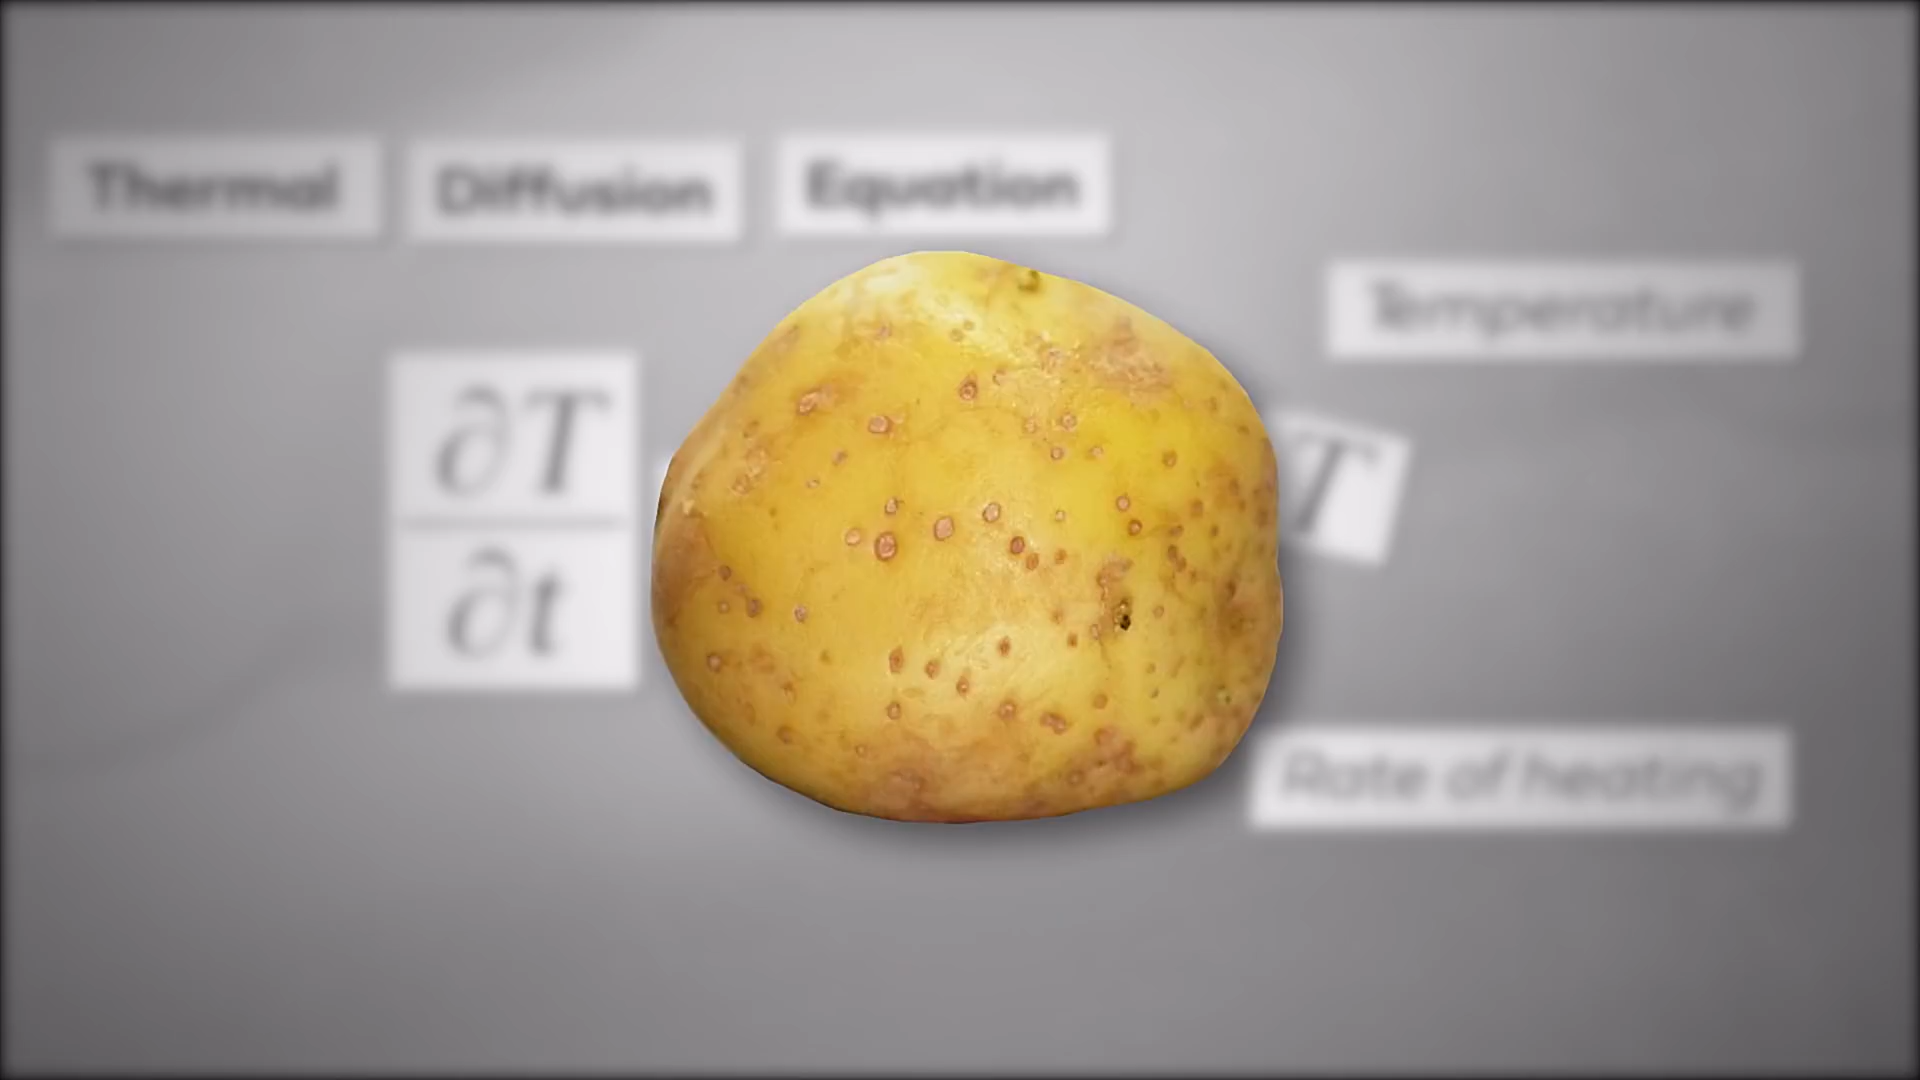 Thermal Diffusion Equation
Temperature
∂T
∂t
T
Rate of heating